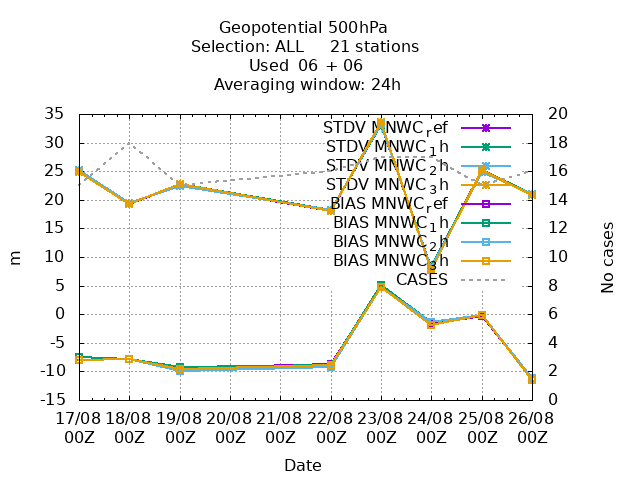 Geopotential 500hPa
Selection: ALL 21 stations
Used 06 + 06
Averaging window: 24h
STDV MNWC_ref
STDV MNWC_1h
STDV MNWC_2h
STDV MNWC_3h
BIAS MNWC_ref
BIAS MNWC_1h
BIAS MNWC_2h
BIAS MNWC_3h
CASES
35
30
25
20
15
10
5
0
-5
-10
-15
m
20
18
16
14
12
10
8
6
4
2
0
No cases
17/08 18/08 19/08 20/08 21/08 22/08 23/08 24/08 25/08 26/08
00Z 00Z 00Z 00Z 00Z 00Z 00Z 00Z 00Z 00Z
Date